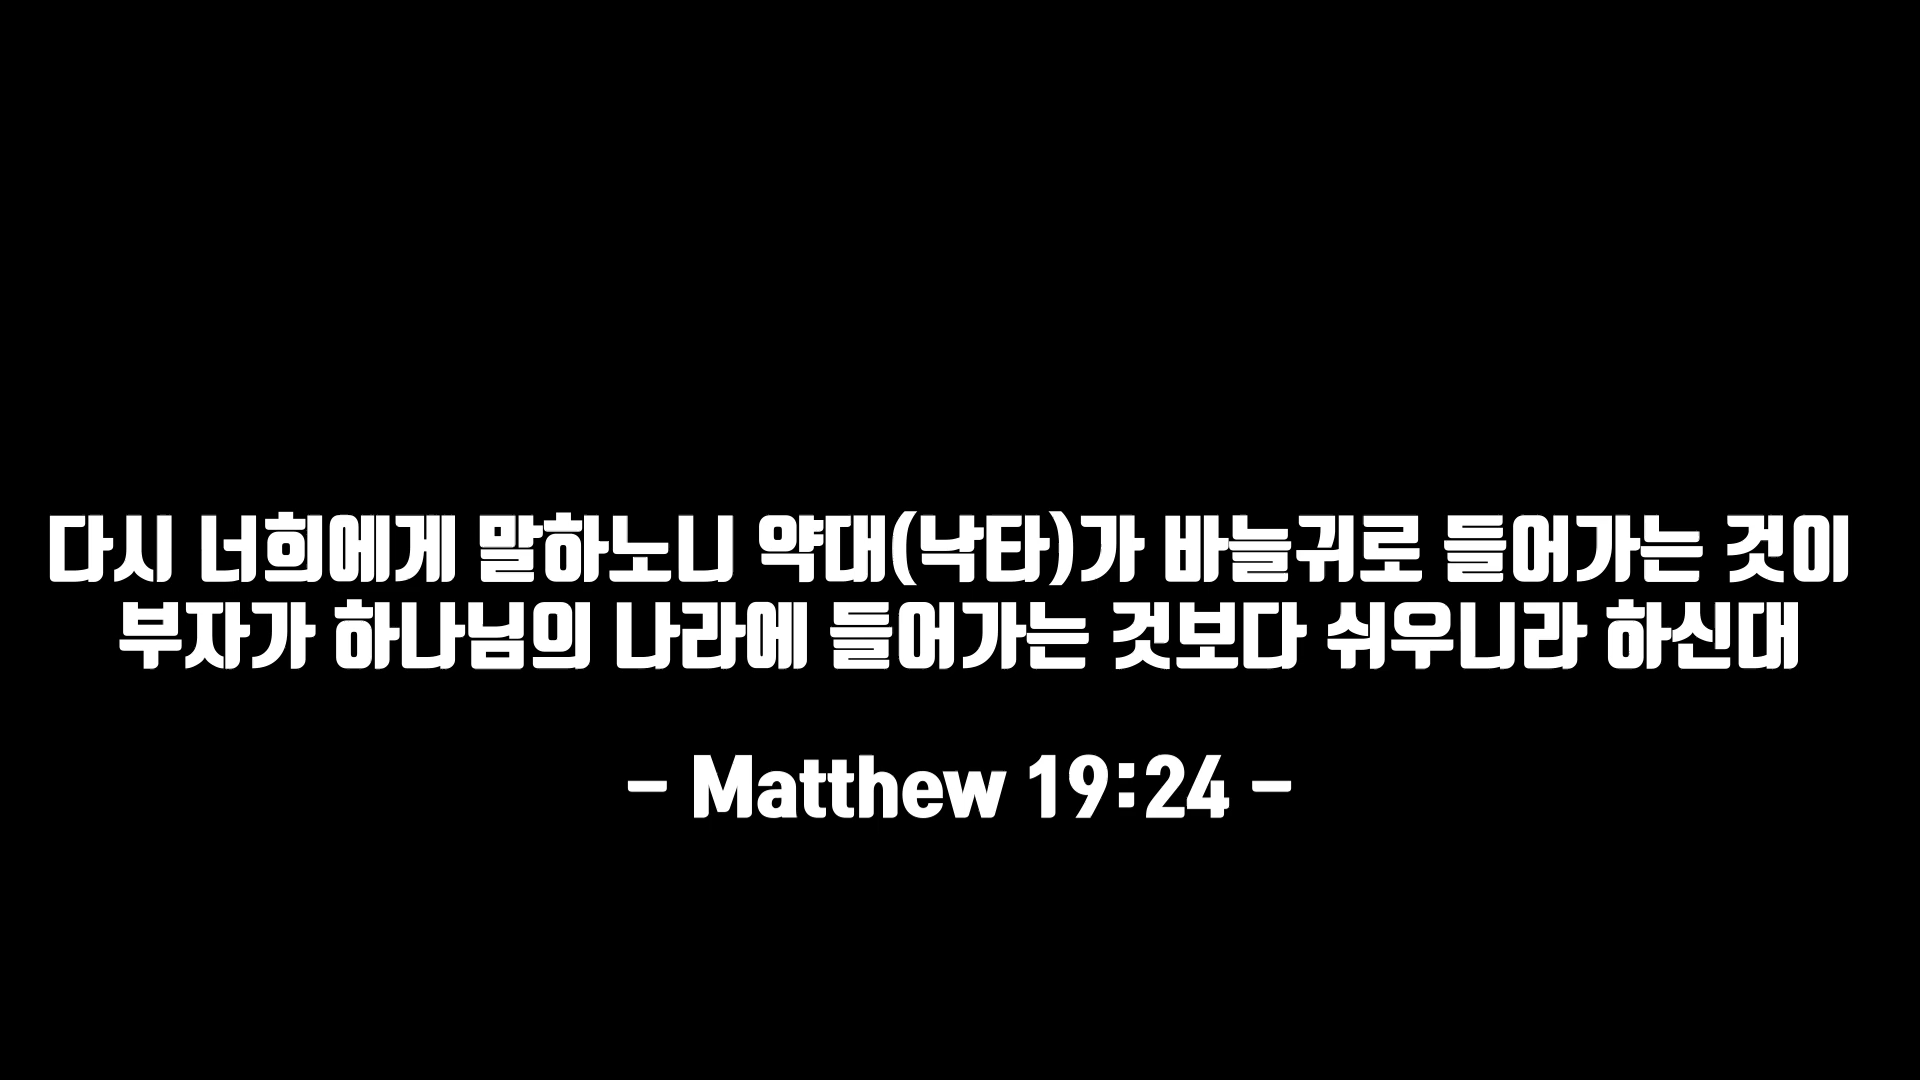 다시 너희에게 말하노니 약대(낙타)가 바늘귀로 들어가는 것이
부자가 하나님의 나라에 들어가는 것보다 쉬우니라 하신대
- Matthew 19:24 -